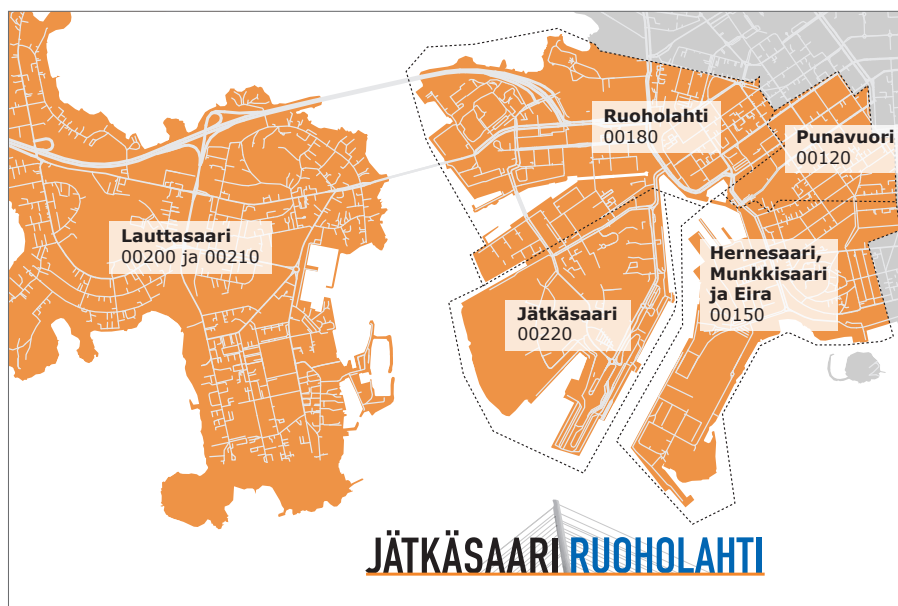 Ruoholahti
00180
Punavuori
00120
Lauttasaari
00200 ja 00210
Hernesaari,
Munkkisaari
ja Eira
00150
Jätkäsaari
00220
JÄTKÄSAARI RUOHOLAHTI